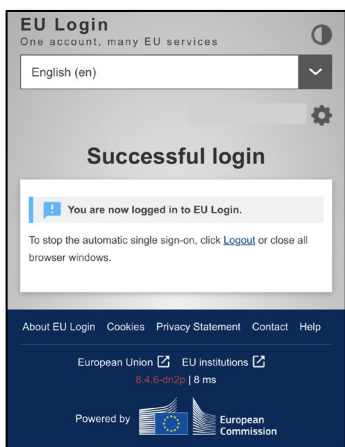 EU Login
One account, many EU services
English (en)
Successful login
You are now logged in to EU Login.
To stop the automatic single sign-on, click Logout or close all
browser windows.
About EU Login Cookies Privacy Statement Contact Help
European Union EU institutions
8.4.6-dn2p | 8 ms
Powered by European
Commission